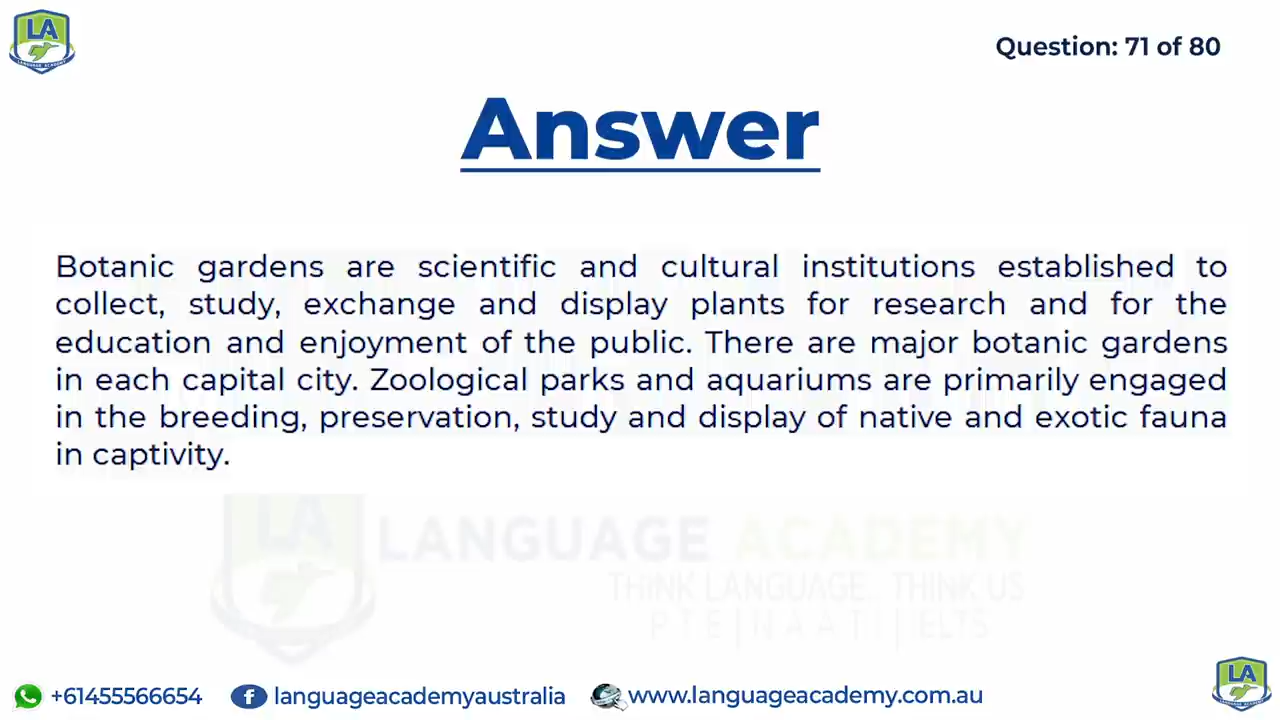 LA
LANGUAGE ACADEMY
Question: 71 of 80
Answer
Botanic gardens are scientific and cultural institutions established to
collect, study, exchange and display plants for research and for the
education and enjoyment of the public. There are major botanic gardens
in each capital city. Zoological parks and aquariums are primarily engaged
in the breeding, preservation, study and display of native and exotic fauna
in captivity.
LA
LANGUAGE ACADEMY
THINK LANGUAGE, THINK US
PTE | NAATI | IELTS
+61455566654
languageacademyaustralia
www.languageacademy.com.au
LA